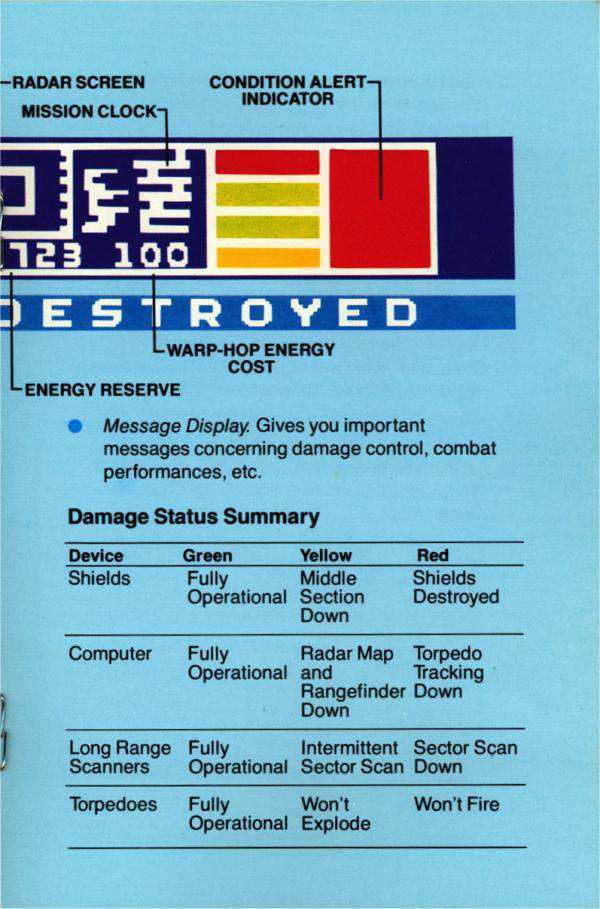 RADAR SCREEN
CONDITION ALERT
INDICATOR
MISSION CLOCK
723 100
DESTROYED
WARP-HOP ENERGY
COST
ENERGY RESERVE
Message Display. Gives you important
messages concerning damage control, combat
performances, etc.
Damage Status Summary
Device Green Yellow Red
Shields Fully Middle Shields
Operational Section Destroyed
Down
Computer Fully Radar Map Torpedo
Operational and Tracking
Rangefinder Down
Down
Long Range Fully Intermittent Sector Scan
Scanners Operational Sector Scan Down
Torpedoes Fully Won't Won't Fire
Operational Explode